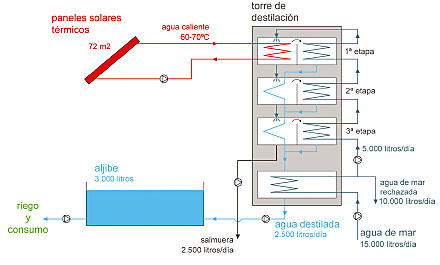 paneles solares
térmicos
72 m2
agua caliente
60-70ºC
torre de
destilación
1ª etapa
2ª etapa
3ª etapa
5.000 litros/día
agua de mar
rechazada
10.000 litros/día
aljibe
3.000 litros
riego
y
consumo
salmuera
2.500 litros/día
agua destilada
2.500 litros/día
agua de mar
15.000 litros/día